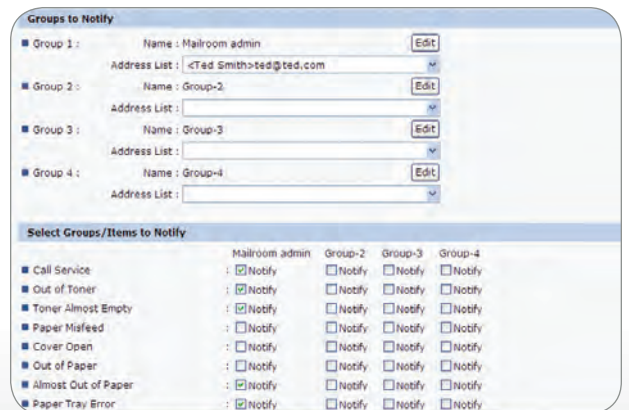 Groups to Notify
Group 1 : Name : Mailroom admin Edit
Address List : <Ted Smith>ted@ted.com
Group 2 : Name : Group-2 Edit
Address List :
Group 3 : Name : Group-3 Edit
Address List :
Group 4 : Name : Group-4 Edit
Address List :
Select Groups/Items to Notify
Mailroom admin Group-2 Group-3 Group-4
Call Service : Notify Notify Notify Notify
Out of Toner : Notify Notify Notify Notify
Toner Almost Empty : Notify Notify Notify Notify
Paper Misfeed : Notify Notify Notify Notify
Cover Open : Notify Notify Notify Notify
Out of Paper : Notify Notify Notify Notify
Almost Out of Paper : Notify Notify Notify Notify
Paper Tray Error : Notify Notify Notify Notify